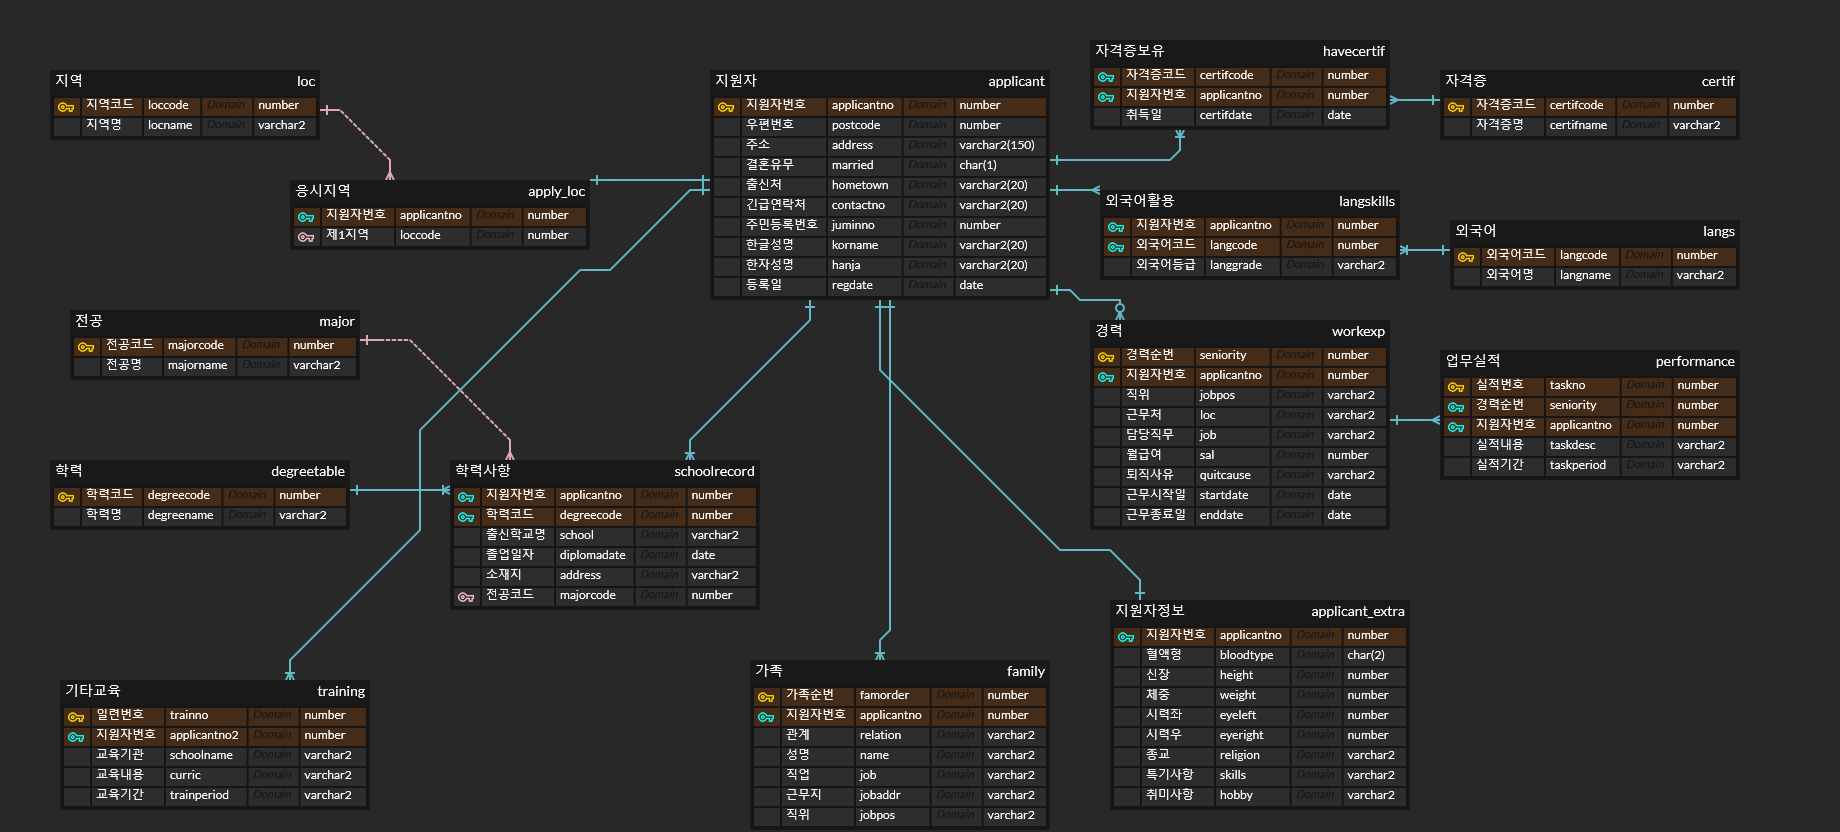 지역 loc
지역코드 loccode Domain number
지역명 locname Domain varchar2
응시지역 apply_loc
지원자번호 applicantno Domain number
제1지역 loccode Domain number
전공 major
전공코드 majorcode Domain number
전공명 majorname Domain varchar2
학력 degreetable
학력코드 degreecode Domain number
학력명 degreename Domain varchar2
학력사항 schoolrecord
지원자번호 applicantno Domain number
학력코드 degreecode Domain number
출신학교명 school Domain varchar2
졸업일자 diplomadate Domain date
소재지 address Domain varchar2
전공코드 majorcode Domain number
기타교육 training
일련번호 trainno Domain number
지원자번호 applicantno2 Domain number
교육기관 schoolname Domain varchar2
교육내용 curric Domain varchar2
교육기간 trainperiod Domain varchar2
지원자 applicant
지원자번호 applicantno Domain number
우편번호 postcode Domain number
주소 address Domain varchar2(150)
결혼유무 married Domain char(1)
출신처 hometown Domain varchar2(20)
긴급연락처 contactno Domain varchar2(20)
주민등록번호 juminno Domain number
한글성명 korname Domain varchar2(20)
한자성명 hanja Domain varchar2(20)
등록일 regdate Domain date
가족 family
가족순번 famorder Domain number
지원자번호 applicantno Domain number
관계 relation Domain varchar2
성명 name Domain varchar2
직업 job Domain varchar2
근무지 jobaddr Domain varchar2
직위 jobpos Domain varchar2
자격증보유 havecertif
자격증코드 certifcode Domain number
지원자번호 applicantno Domain number
취득일 certifdate Domain date
자격증 certif
자격증코드 certifcode Domain number
자격증명 certifname Domain varchar2
외국어활용 langskills
지원자번호 applicantno Domain number
외국어코드 langcode Domain number
외국어등급 langgrade Domain varchar2
외국어 langs
외국어코드 langcode Domain number
외국어명 langname Domain varchar2
경력 workexp
경력순번 seniority Domain number
지원자번호 applicantno Domain number
직위 jobpos Domain varchar2
근무처 loc Domain varchar2
담당직무 job Domain varchar2
월급여 sal Domain number
퇴직사유 quitcause Domain varchar2
근무시작일 startdate Domain date
근무종료일 enddate Domain date
업무실적 performance
실적번호 taskno Domain number
경력순번 seniority Domain number
지원자번호 applicantno Domain number
실적내용 taskdesc Domain varchar2
실적기간 taskperiod Domain varchar2
지원자정보 applicant_extra
지원자번호 applicantno Domain number
혈액형 bloodtype Domain char(2)
신장 height Domain number
체중 weight Domain number
시력좌 eyeleft Domain number
시력우 eyeright Domain number
종교 religion Domain varchar2
특기사항 skills Domain varchar2
취미사항 hobby Domain varchar2